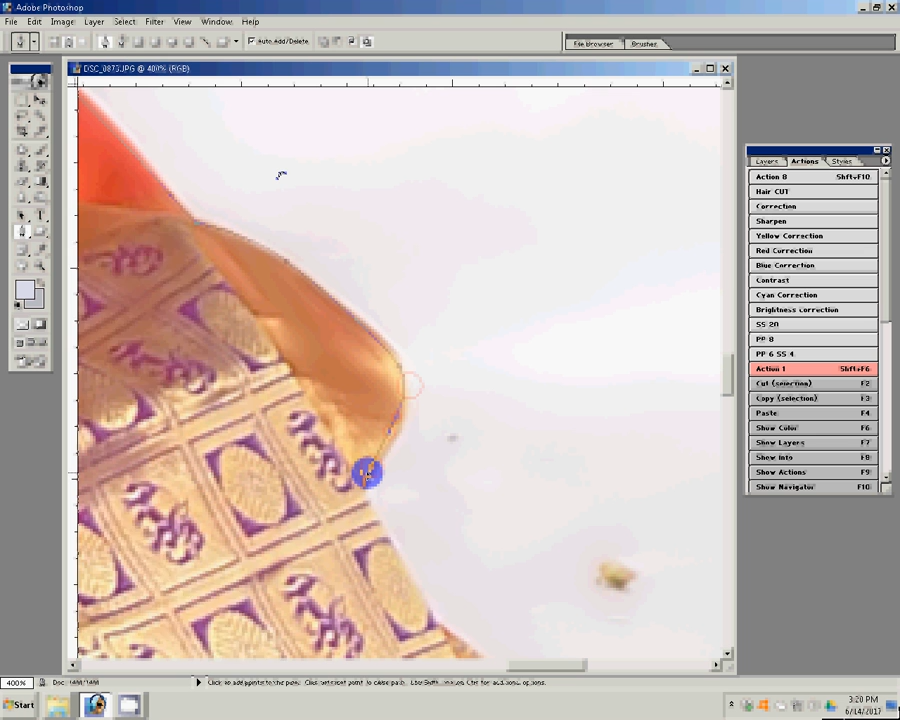 Adobe Photoshop
File Edit Image Layer Select Filter View Window Help
Auto Add/Delete
File Browser Brushes
DSC_0876.JPG @ 400% (RGB)
Layers Actions Styles
Action 8 Shft+F10
Hair CUT
Correction
Sharpen
Yellow Correction
Red Correction
Blue Correction
Contrast
Cyan Correction
Brightness correction
SS 20
PP 8
PP 6 SS 4
Action 1 Shft+F6
Cut (selection) F2
Copy (selection) F3
Paste F4
Show Color F6
Show Layers F7
Show Info F8
Show Actions F9
Show Navigator F10
400% Doc:
Start
3:20 PM
6/14/2017